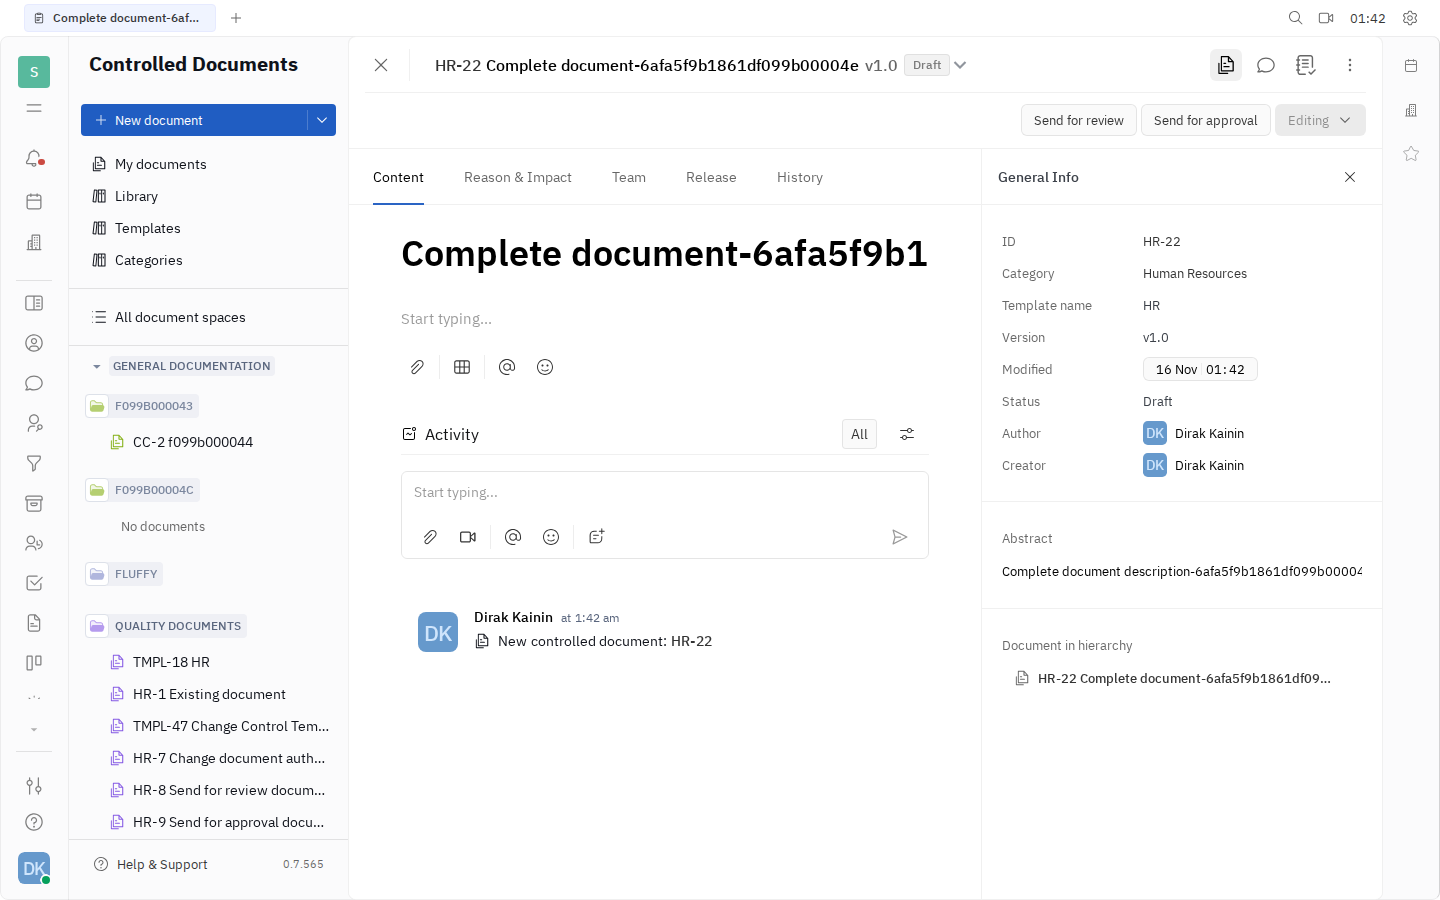 Complete document-6af...
01:42
S
Controlled Documents
New document
My documents
Library
Templates
Categories
All document spaces
GENERAL DOCUMENTATION
F099B000043
CC-2 f099b000044
F099B00004C
No documents
FLUFFY
QUALITY DOCUMENTS
TMPL-18 HR
HR-1 Existing document
TMPL-47 Change Control Tem...
HR-7 Change document auth...
HR-8 Send for review docum...
HR-9 Send for approval docu...
Help & Support 0.7.565
DK
HR-22 Complete document-6afa5f9b1861df099b00004e v1.0 Draft
Send for review Send for approval Editing
Content Reason & Impact Team Release History
Complete document-6afa5f9b1
Start typing...
Activity All
Start typing...
DK
Dirak Kainin at 1:42 am
New controlled document: HR-22
General Info
ID HR-22
Category Human Resources
Template name HR
Version v1.0
Modified 16 Nov 01:42
Status Draft
Author DK Dirak Kainin
Creator DK Dirak Kainin
Abstract
Complete document description-6afa5f9b1861df099b00004
Document in hierarchy
HR-22 Complete document-6afa5f9b1861df09...